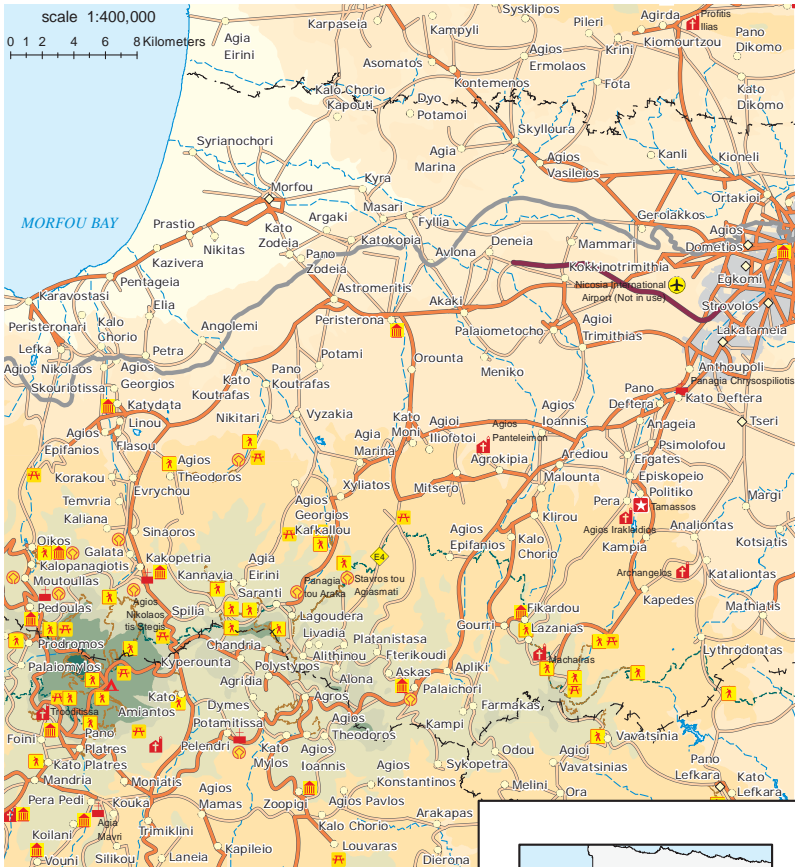 scale 1:400,000
0 1 2 4 6 8 Kilometers
Karpaseia
Sysklipos
Agirda
Profitis
Ilias
Kampyli
Pileri
Agia
Eirini
Krini
Kiomourtzou
Pano
Dikomo
Asomatos
Agios
Ermolaos
Kontemenos
Fota
Kato
Dikomo
Kalo Chorio
Kapouti
Dyo
Potamoi
Skylloura
Syrianochori
Agia
Marina
Agios
Vasileios
Kanli
Kioneli
Morfou
Kyra
Masari
Ortakioi
MORFOU BAY
Prastio
Argaki
Fyllia
Gerolakkos
Agios
Dometios
Nikitas
Kato
Zodeia
Katokopia
Avlona
Deneia
Mammari
Kazivera
Pano
Zodeia
Kokkinotrimithia
Egkomi
Pentageia
Astromeritis
Nicosia International
Airport (Not in use)
Karavostasi
Elia
Akaki
Strovolos
Peristeronari
Kalo
Chorio
Angolemi
Peristerona
Palaiometocho
Agioi
Trimithias
Lakatameia
Lefka
Petra
Potami
Orounta
Agios Nikolaos
Agios
Georgios
Kato
Koutrafas
Pano
Koutrafas
Meniko
Anthoupoli
Panagia Chrysospiliotis
Skouriotissa
Pano
Deftera
Kato Deftera
Katydata
Nikitari
Vyzakia
Kato
Moni
Agioi
Iliofotoi
Agios
Panteleimon
Agios
Ioannis
Anageia
Tseri
Linou
Agios
Epifanios
Flasou
Agia
Marina
Psimolofou
Agrokipia
Arediou
Ergates
Korakou
Agios
Theodoros
Episkopeio
Evrychou
Xyliatos
Mitsero
Malounta
Politiko
Temvria
Agios
Georgios
Kafkallou
Pera
Tamassos
Margi
Kaliana
Klirou
Agios Irakleidios
Analiontas
Sinaoros
Agios
Epifanios
Kalo
Chorio
Kampia
Kotsiatis
Oikos
Galata
E4
Kalopanagiotis
Kakopetria
Agia
Eirini
Moutoullas
Kannavia
Panagia
tou Araka
Stavros tou
Agiasmati
Archangelos
Kataliontas
Saranti
Pedoulas
Agios
Nikolaos
tis Stegis
Spilia
Lagoudera
Fikardou
Kapedes
Mathiatis
Livadia
Gourri
Lazanias
Prodromos
Chandria
Platanistasa
Lythrodontas
Palaiomylos
Kyperounta
Polystypos
Alithinou
Fterikoudi
Machairas
Agridia
Alona
Askas
Apliki
Trooditissa
Kato
Amiantos
Agros
Palaichori
Dymes
Farmakas
Foini
Pano
Platres
Potamitissa
Agios
Theodoros
Kampi
Vavatsinia
Pelendri
Kato
Mylos
Agios
Ioannis
Odou
Agioi
Vavatsinias
Kato Platres
Sykopetra
Pano
Lefkara
Mandria
Moniatis
Agios
Konstantinos
Melini
Ora
Kato
Lefkara
Pera Pedi
Kouka
Agios
Mamas
Zoopigi
Agios Pavlos
Arakapas
Agia
Mavri
Koilani
Trimiklini
Kalo Chorio
Kapileio
Louvaras
Vouni
Silikou
Laneia
Dierona